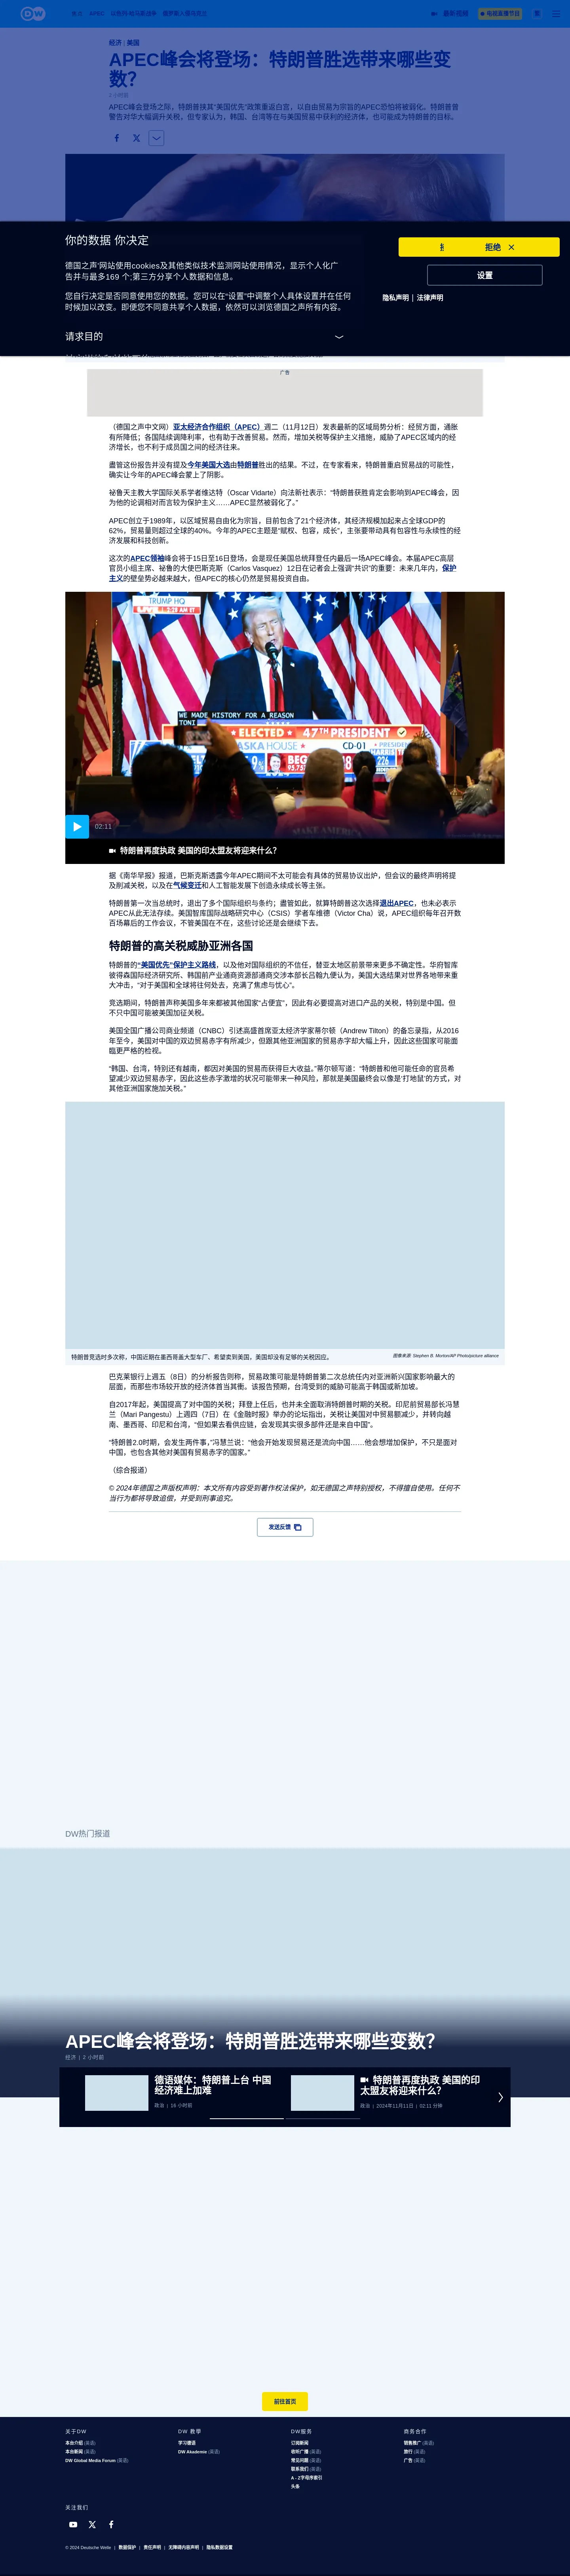 DW
APEC
最新视频
电视直播节目
繁
经济 | 美国
APEC峰会将登场：特朗普胜选带来哪些变
数？
2 小时前
APEC峰会登场之际，特朗普挟其“美国优先”政策重返白宫，以自由贸易为宗旨的APEC恐怕将被弱化。特朗普曾
警告对华大幅调升关税，但专家认为，韩国、台湾等在与美国贸易中获利的经济体，也可能成为特朗普的目标。
你的数据 你决定
德国之声'网站使用cookies及其他类似技术监测网站使用情况，显示个人化广
告并与最多169 个;第三方分享个人数据和信息。
您自行决定是否同意使用您的数据。您可以在"设置"中调整个人具体设置并在任何
时候加以改变。即便您不同意共享个人数据，依然可以浏览德国之声所有内容。
请求目的
拒绝
设置
隐私声明 | 法律声明
广告
（德国之声中文网）亚太经济合作组织（APEC）週二（11月12日）发表最新的区域局势分析：经贸方面，通胀
有所降低；各国陆续调降利率，也有助于改善贸易。然而，增加关税等保护主义措施，威胁了APEC区域内的经
济增长，也不利于成员国之间的经济往来。
盡管这份报告并没有提及今年美国大选由特朗普胜出的结果。不过，在专家看来，特朗普重启贸易战的可能性，
确实让今年的APEC峰会蒙上了阴影。
祕鲁天主教大学国际关系学者维达特（Oscar Vidarte）向法新社表示：“特朗普获胜肯定会影响到APEC峰会，因
为他的论调相对而言较为保护主义……APEC显然被弱化了。”
APEC创立于1989年，以区域贸易自由化为宗旨，目前包含了21个经济体，其经济规模加起来占全球GDP的
62%，贸易量则超过全球的40%。今年的APEC主题是“赋权、包容，成长”，主张要带动具有包容性与永续性的经
济发展和科技创新。
这次的APEC领袖峰会将于15日至16日登场，会是现任美国总统拜登任内最后一场APEC峰会。本届APEC高层
官员小组主席、祕鲁的大使巴斯克斯（Carlos Vasquez）12日在记者会上强调“共识”的重要：未来几年内，保护
主义的壁垒势必越来越大，但APEC的核心仍然是贸易投资自由。
TRUMP HQ
WE MADE HISTORY FOR A REASON
TONI
ELECTED 47TH PRESIDENT
ALASKA HOUSE CD-01
02:11
特朗普再度执政 美国的印太盟友将迎来什么？
据《南华早报》报道，巴斯克斯透露今年APEC期间不太可能会有具体的贸易协议出炉，但会议的最终声明将提
及削减关税，以及在气候变迁和人工智能发展下创造永续成长等主张。
特朗普第一次当总统时，退出了多个国际组织与条约；盡管如此，就算特朗普这次选择退出APEC，也未必表示
APEC从此无法存续。美国智库国际战略研究中心（CSIS）学者车维德（Victor Cha）说，APEC组织每年召开数
百场幕后的工作会议，不管美国在不在，这些讨论还是会继续下去。
特朗普的高关税威胁亚洲各国
特朗普的“美国优先”保护主义路线，以及他对国际组织的不信任，替亚太地区前景带来更多不确定性。华府智库
彼得森国际经济研究所、韩国前产业通商资源部通商交涉本部长吕翰九便认为，美国大选结果对世界各地带来重
大冲击，“对于美国和全球将往何处去，充满了焦虑与忧心”。
竞选期间，特朗普声称美国多年来都被其他国家“占便宜”，因此有必要提高对进口产品的关税，特别是中国。但
不只中国可能被美国加征关税。
美国全国广播公司商业频道（CNBC）引述高盛首席亚太经济学家蒂尔顿（Andrew Tilton）的备忘录指，从2016
年至今，美国对中国的双边贸易赤字有所减少，但跟其他亚洲国家的贸易赤字却大幅上升，因此这些国家可能面
临更严格的检视。
“韩国、台湾，特别还有越南，都因对美国的贸易而获得巨大收益。”蒂尔顿写道：“特朗普和他可能任命的官员希
望减少双边贸易赤字，因此这些赤字激增的状况可能带来一种风险，那就是美国最终会以像是‘打地鼠’的方式，对
其他亚洲国家施加关税。”
特朗普竞选时多次称，中国近期在墨西哥盖大型车厂、希望卖到美国，美国却没有足够的关税因应。
图像来源: Stephen B. Morton/AP Photo/picture alliance
巴克莱银行上週五（8日）的分析报告则称，贸易政策可能是特朗普第二次总统任内对亚洲新兴国家影响最大的
层面，而那些市场较开放的经济体首当其衝。该报告预期，台湾受到的威胁可能高于韩国或新加坡。
自2017年起，美国提高了对中国的关税；拜登上任后，也并未全面取消特朗普时期的关税。印尼前贸易部长冯慧
兰（Mari Pangestu）上週四（7日）在《金融时报》举办的论坛指出，关税让美国对中贸易额减少，并转向越
南、墨西哥、印尼和台湾，“但如果去看供应链，会发现其实很多部件还是来自中国”。
“特朗普2.0时期，会发生两件事，”冯慧兰说：“他会开始发现贸易还是流向中国……他会想增加保护，不只是面对
中国，也包含其他对美国有贸易赤字的国家。”
（综合报道）
© 2024年德国之声版权声明：本文所有内容受到著作权法保护，如无德国之声特别授权，不得擅自使用。任何不
当行为都将导致追偿，并受到刑事追究。
发送反馈
DW热门报道
APEC峰会将登场：特朗普胜选带来哪些变数？
经济 | 2 小时前
德语媒体：特朗普上台 中国
经济难上加难
政治 | 16 小时前
特朗普再度执政 美国的印
太盟友将迎来什么？
政治 | 2024年11月11日 | 02:11 分钟
前往首页
关于DW
本台介绍 (英语)
本台新闻 (英语)
DW Global Media Forum (英语)
DW 教學
学习德语
DW Akademie (英语)
DW服务
订阅新闻
收听广播 (英语)
常见问题 (英语)
联系我们 (英语)
A - Z字母序索引
头条
商务合作
销售推广 (英语)
旅行 (英语)
广告 (英语)
关注我们
© 2024 Deutsche Welle | 数据保护 | 责任声明 | 无障碍内容声明 | 隐私数据设置